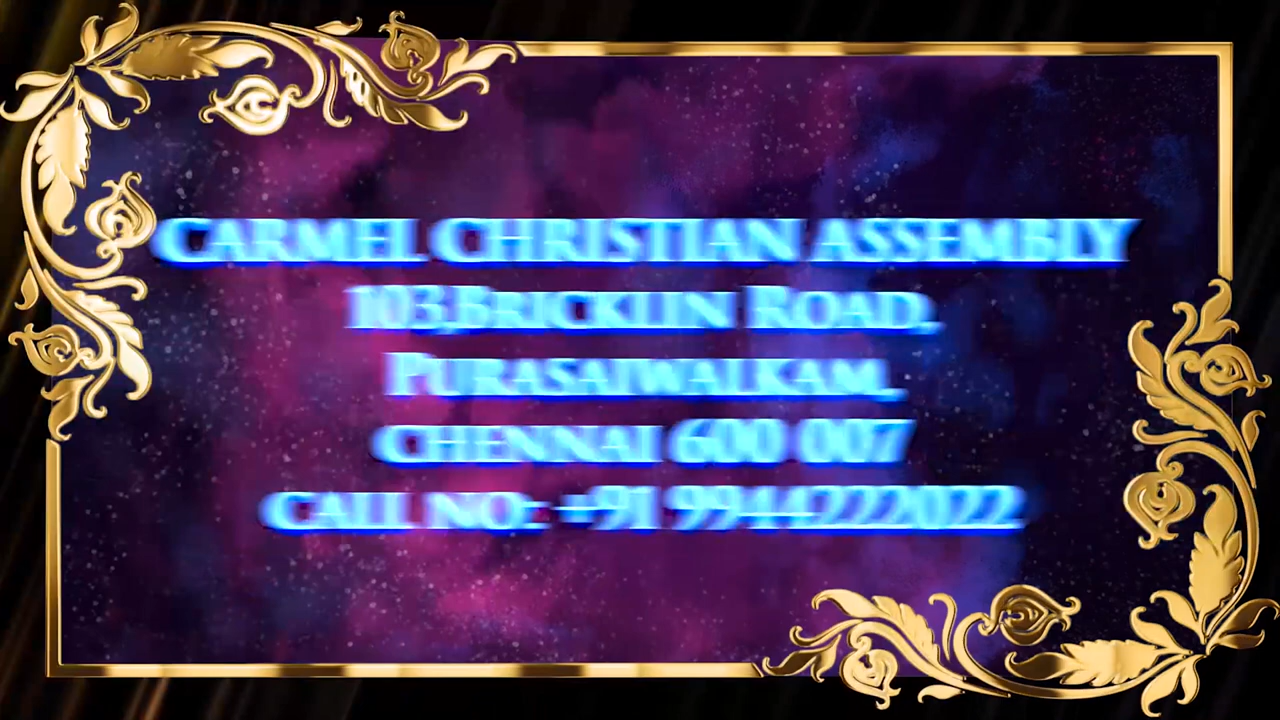 Carmel Christian assembly
103,Bricklin Road,
Purasaiwalkam,
chennai 600 007
call no: +91 9944222022